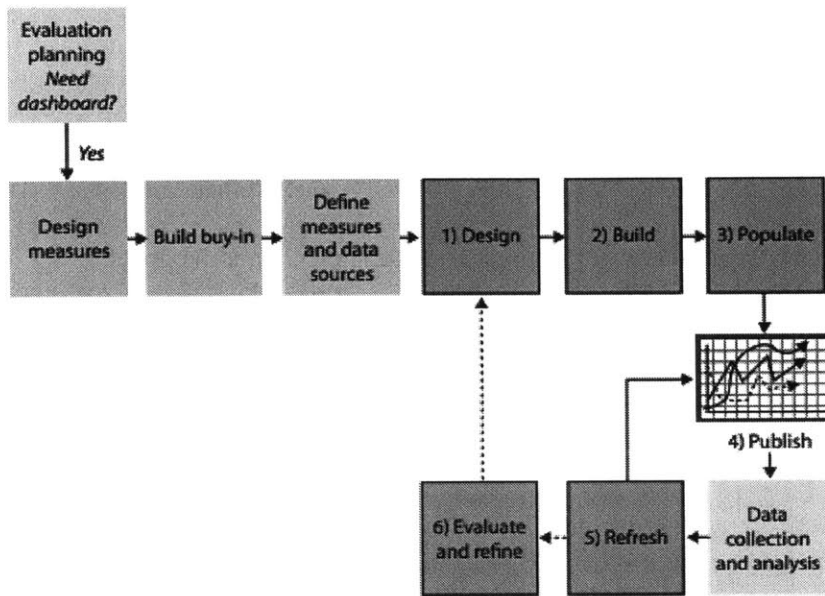 Evaluation
planning
Need
dashboard?
Yes
Design
measures
Build buy-in
Define
measures
and data
sources
1) Design
2) Build
3) Populate
4) Publish
6) Evaluate
and refine
5) Refresh
Data
collection
and analysis